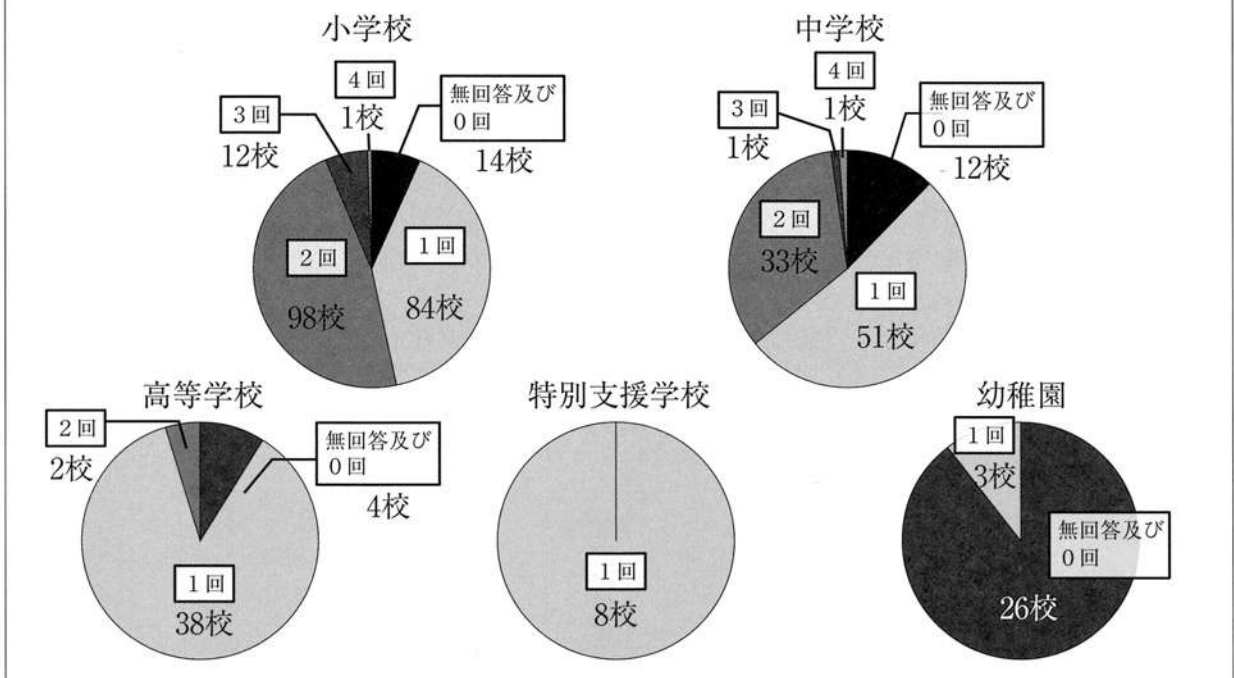 小学校
4回
1校
無回答及び
0回
14校
3回
12校
2回
98校
1回
84校
中学校
4回
1校
無回答及び
0回
12校
3回
1校
2回
33校
1回
51校
高等学校
2回
2校
無回答及び
0回
4校
1回
38校
特別支援学校
1回
8校
幼稚園
1回
3校
無回答及び
0回
26校